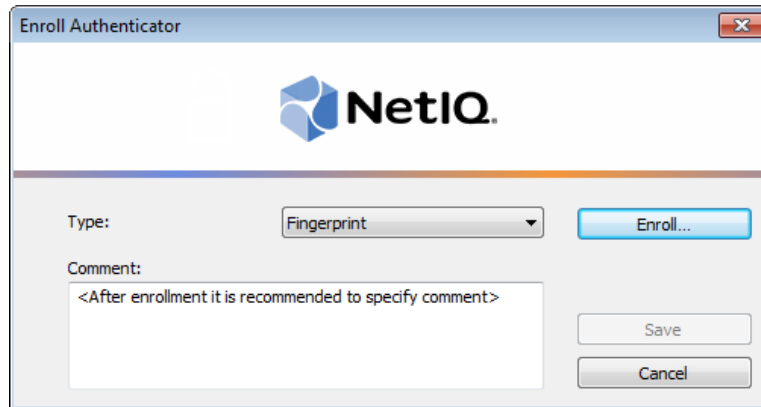 Enroll Authenticator
NetIQ.
Type:
Fingerprint
Enroll...
Comment:
<After enrollment it is recommended to specify comment>
Save
Cancel